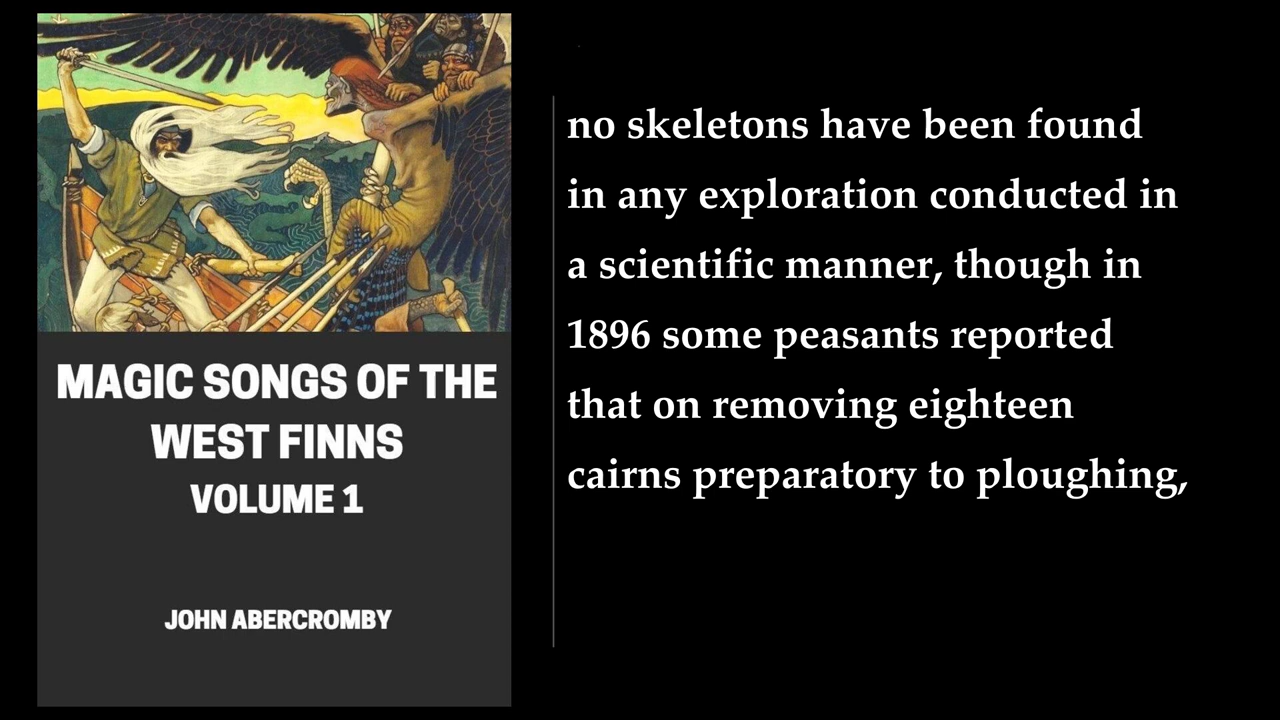 MAGIC SONGS OF THE
WEST FINNS
VOLUME 1
JOHN ABERCROMBY
no skeletons have been found
in any exploration conducted in
a scientific manner, though in
1896 some peasants reported
that on removing eighteen
cairns preparatory to ploughing,